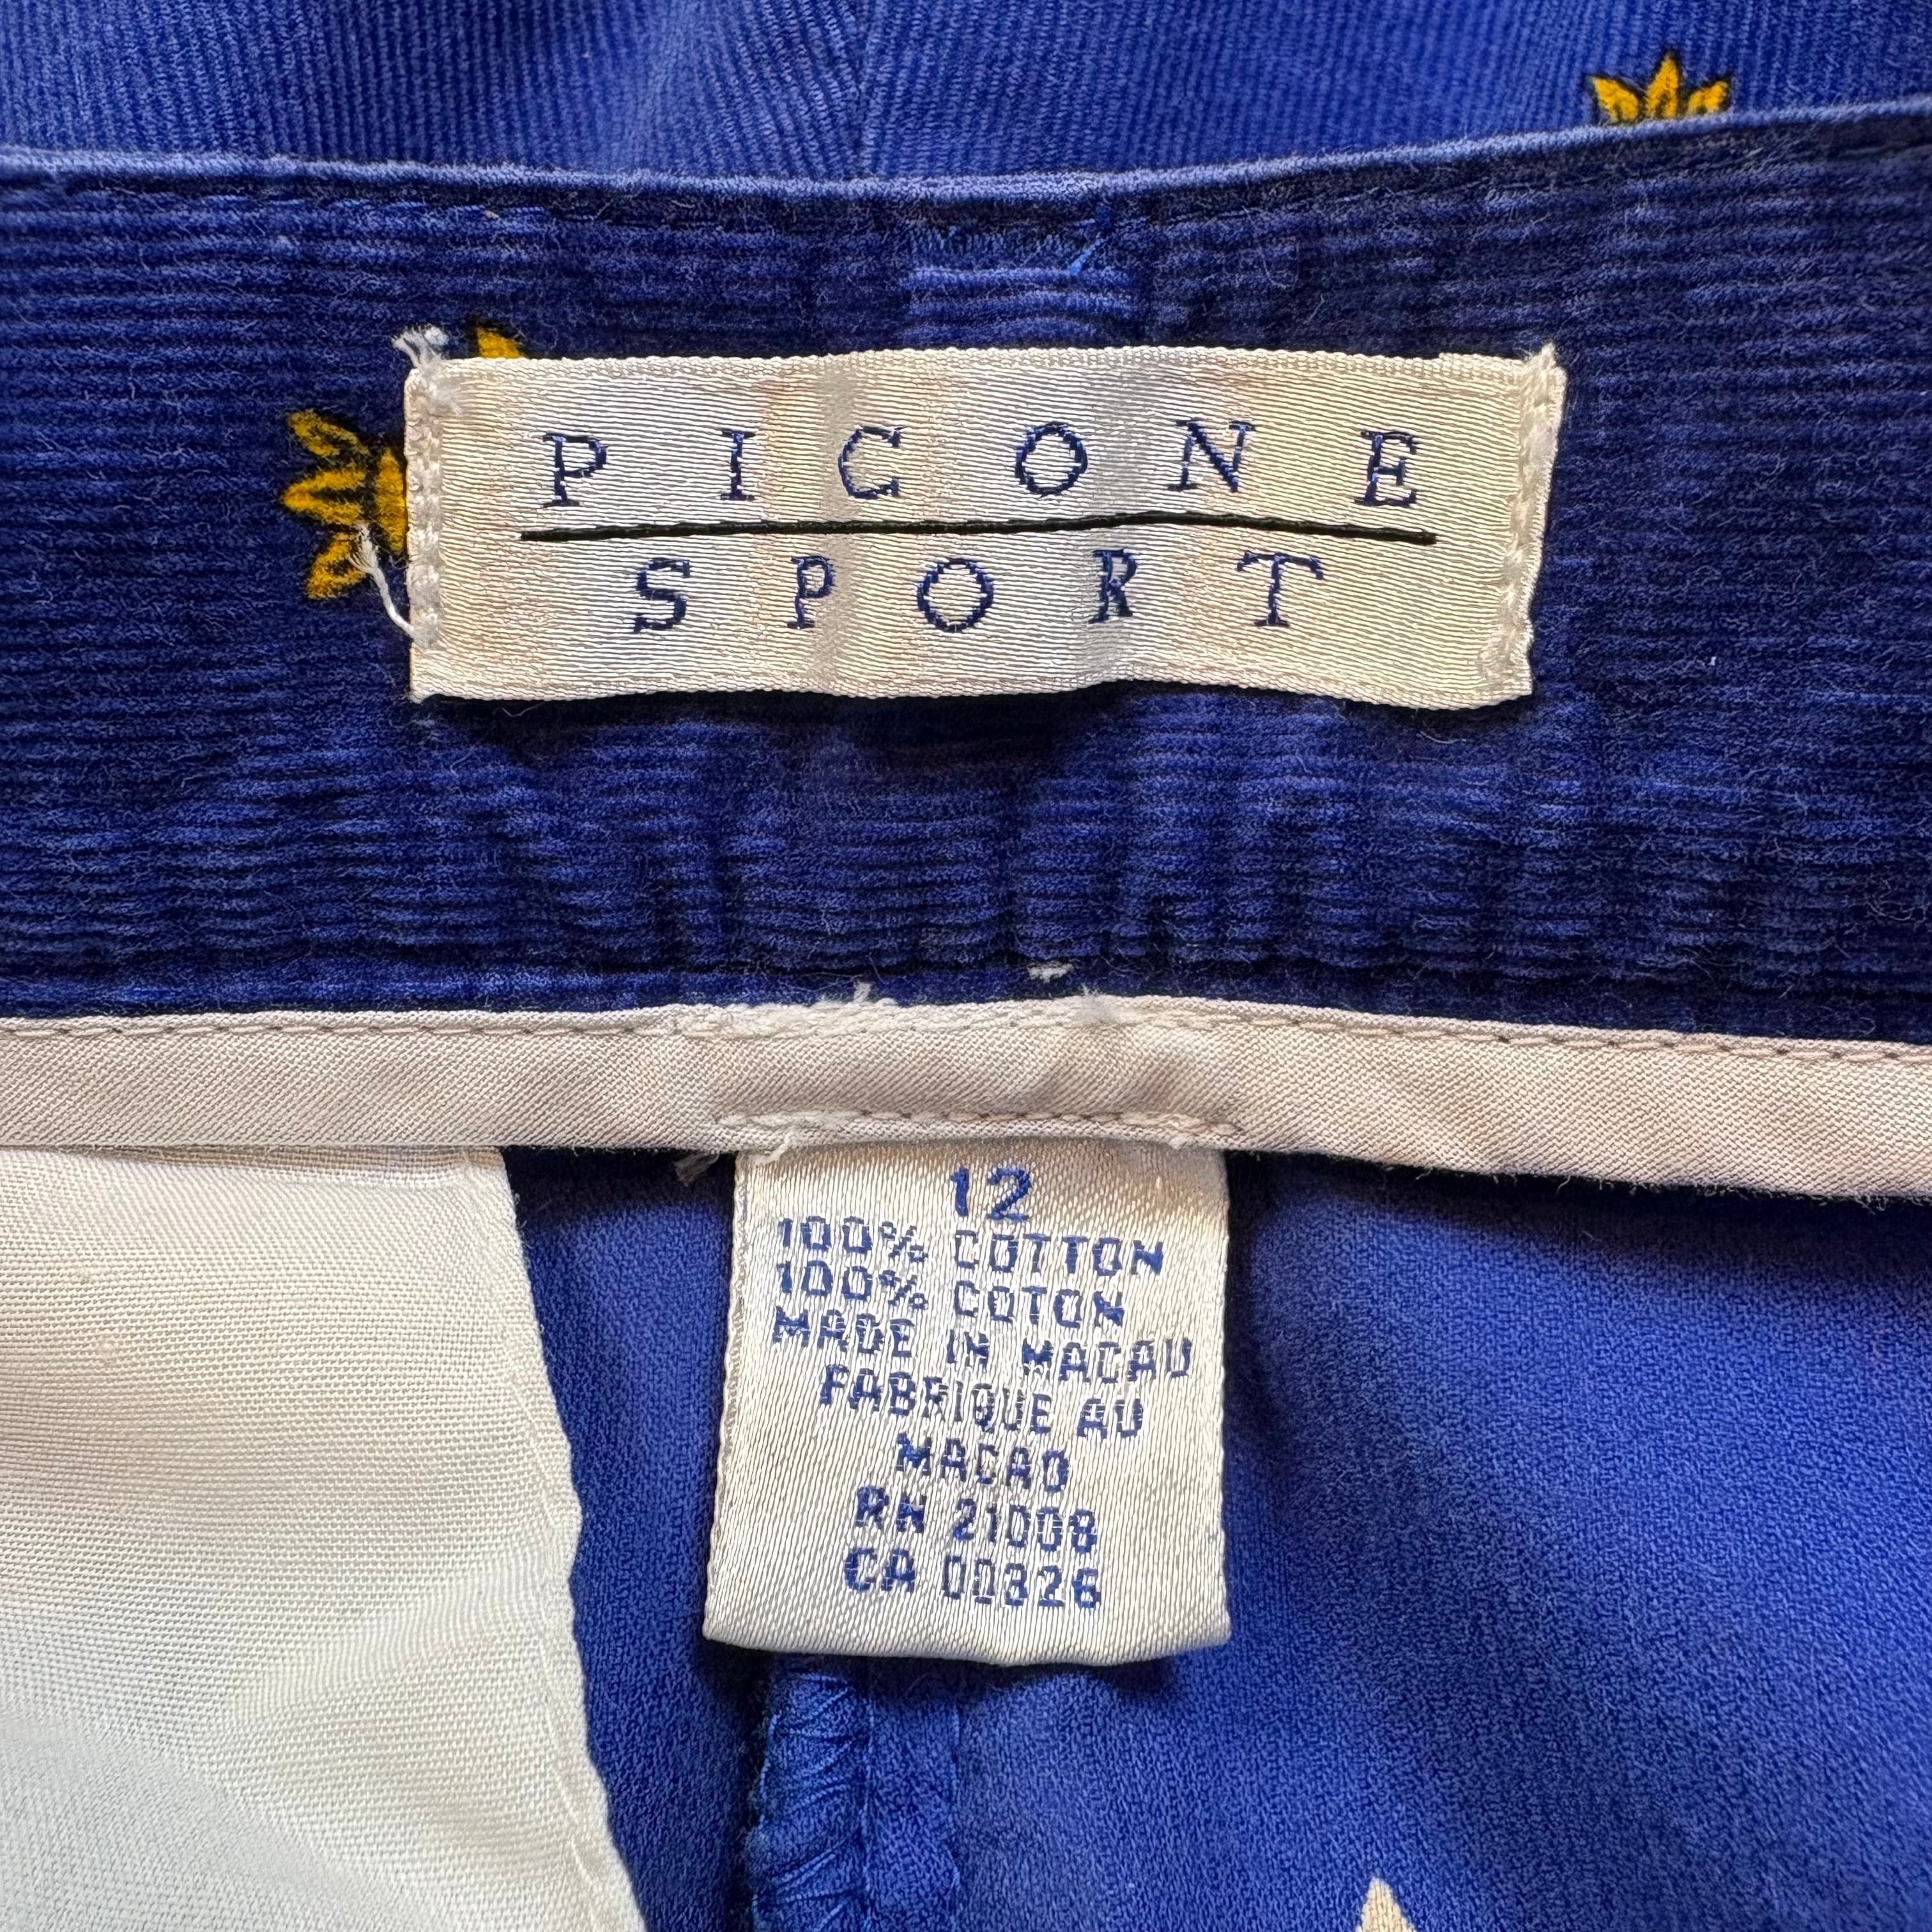 PICONE
SPORT
12
100% COTTON
100% COTON
MADE IN MACAU
FABRIQUE AU
MACAO
RN 21008
CA 00326